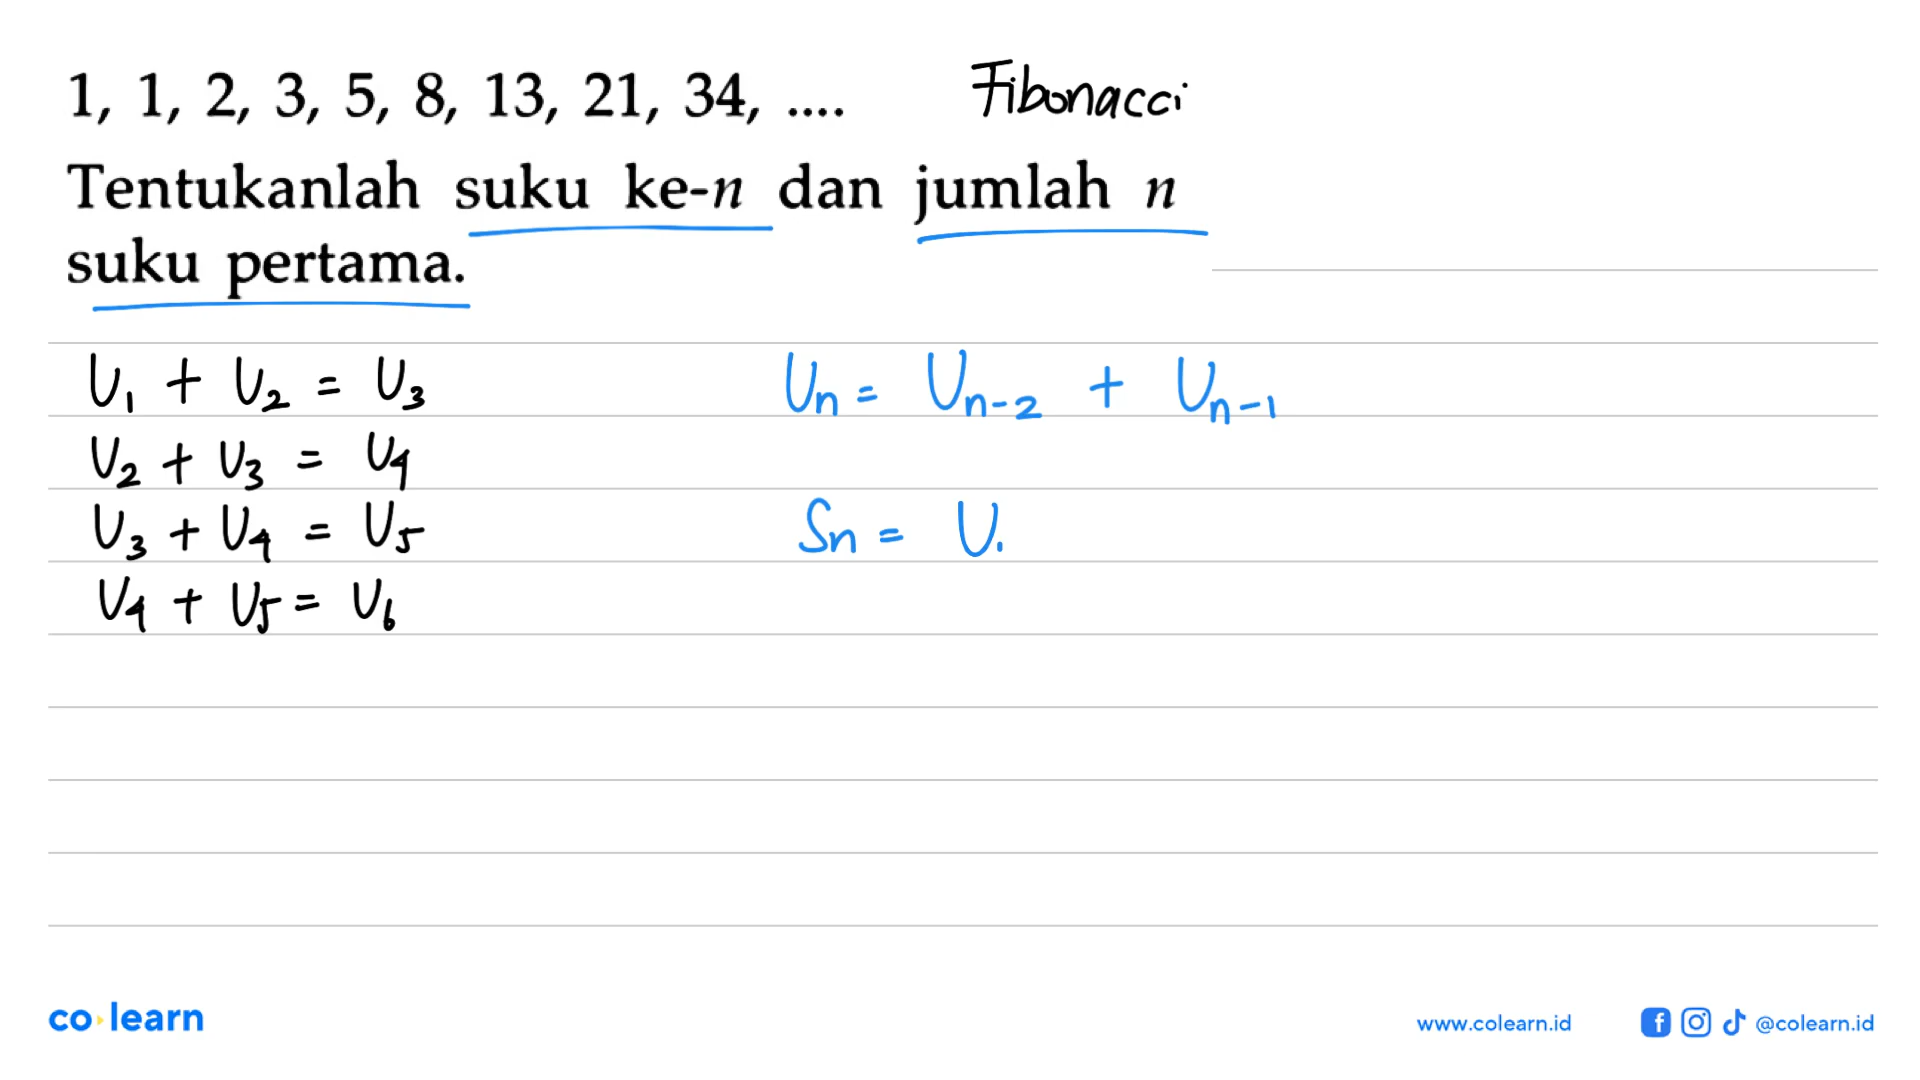 1, 1, 2, 3, 5, 8, 13, 21, 34, .... Fibonacci
Tentukanlah suku ke-n dan jumlah n
suku pertama.
U₁ + U₂ = U₃
U₂ + U₃ = U₄
U₃ + U₄ = U₅
U₄ + U₅ = U₆
Uₙ = Uₙ₋₂ + Uₙ₋₁
Sₙ = U.
co learn
www.colearn.id
@colearn.id